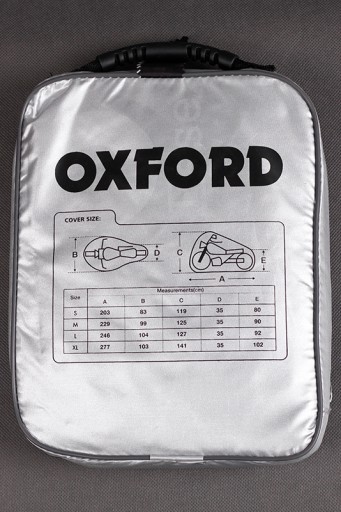 OXFORD
COVER SIZE:
B D C E
A
Size Measurements(cm)
A B C D E
S 203 83 119 35 80
M 229 99 125 35 90
L 246 104 127 35 92
XL 277 103 141 35 102